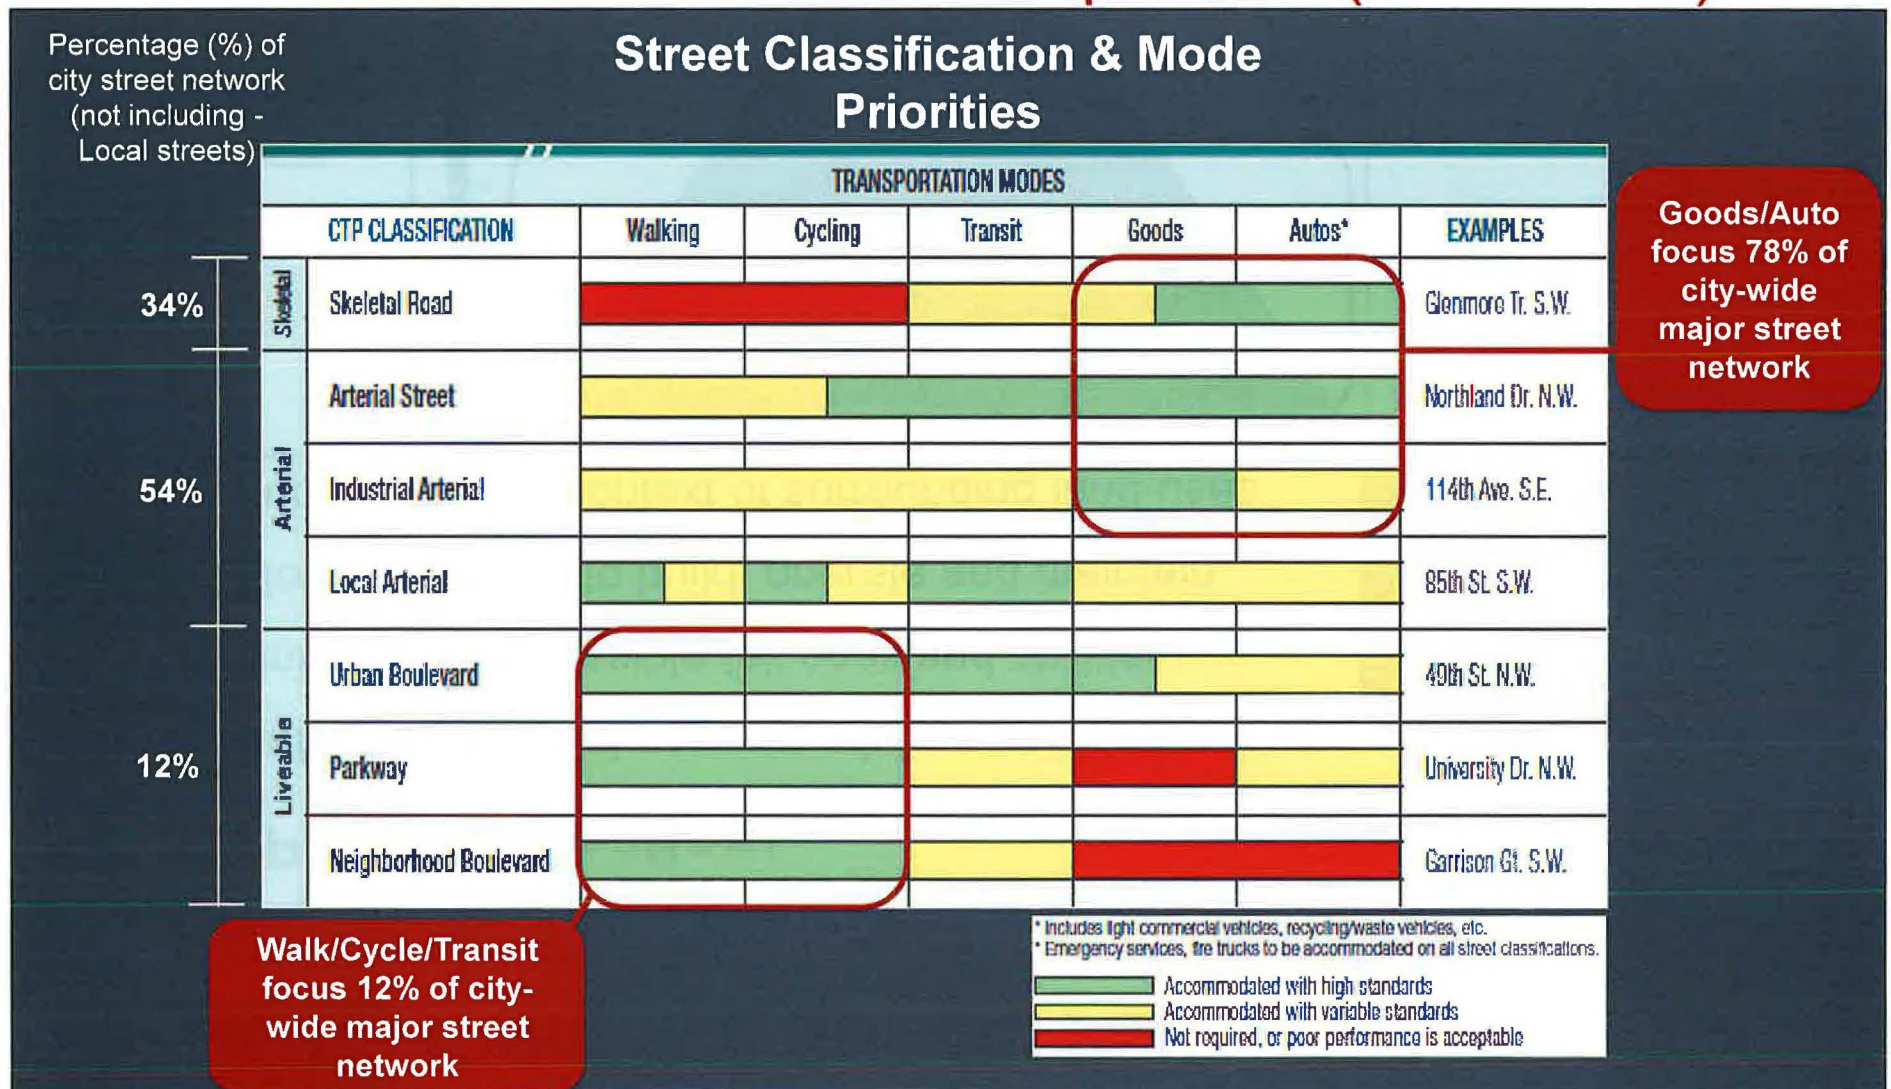 Percentage (%) of
city street network
(not including -
Local streets)
Street Classification & Mode
Priorities
TRANSPORTATION MODES
CTP CLASSIFICATION Walking Cycling Transit Goods Autos* EXAMPLES
34% Skeletal Skeletal Road Glenmore Tr. S.W.
Arterial Street Northland Dr. N.W.
54% Arterial Industrial Arterial 114th Ave. S.E.
Local Arterial 85th St. S.W.
Urban Boulevard 49th St. N.W.
12% Liveable Parkway University Dr. N.W.
Neighborhood Boulevard Garrison Gt. S.W.
Goods/Auto
focus 78% of
city-wide
major street
network
Walk/Cycle/Transit
focus 12% of city-
wide major street
network
* Includes light commercial vehicles, recycling/waste vehicles, etc.
* Emergency services, fire trucks to be accommodated on all street classifications.
Accommodated with high standards
Accommodated with variable standards
Not required, or poor performance is acceptable